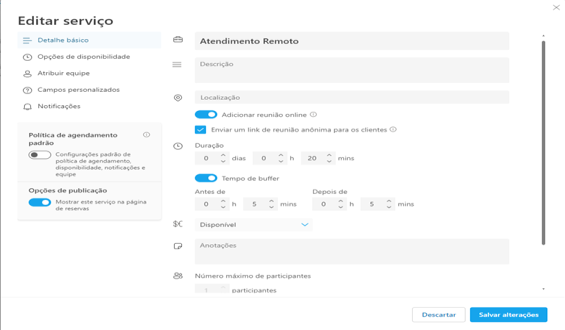 Editar serviço
Detalhe básico
Opções de disponibilidade
Atribuir equipe
Campos personalizados
Notificações
Política de agendamento
padrão
Configurações padrão de
política de agendamento,
disponibilidade, notificações e
equipe
Opções de publicação
Mostrar este serviço na página
de reservas
Atendimento Remoto
Descrição
Localização
Adicionar reunião online
Enviar um link de reunião anônima para os clientes
Duração
0 dias 0 h 20 mins
Tempo de buffer
Antes de Depois de
0 h 5 mins 0 h 5 mins
$€ Disponível
Anotações
Número máximo de participantes
1 participantes
Descartar Salvar alterações